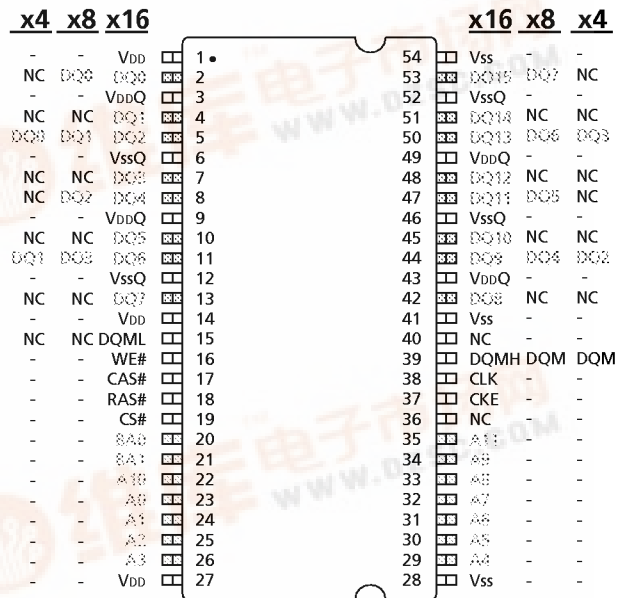 x4 x8 x16 x16 x8 x4
- - VDD 1 54 Vss - -
NC DQ0 DQ0 2 53 DQ15 DQ7 NC
- - VDDQ 3 52 VssQ - -
NC NC DQ1 4 51 DQ14 NC NC
DQ0 DQ1 DQ2 5 50 DQ13 DQ6 DQ3
- - VssQ 6 49 VDDQ - -
NC NC DQ3 7 48 DQ12 NC NC
NC DQ2 DQ4 8 47 DQ11 DQ5 NC
- - VDDQ 9 46 VssQ - -
NC NC DQ5 10 45 DQ10 NC NC
DQ1 DQ3 DQ6 11 44 DQ9 DQ4 DQ2
- - VssQ 12 43 VDDQ - -
NC NC DQ7 13 42 DQ8 NC NC
- - VDD 14 41 Vss - -
NC NC DQML 15 40 NC - -
- - WE# 16 39 DQMH DQM DQM
- - CAS# 17 38 CLK - -
- - RAS# 18 37 CKE - -
- - CS# 19 36 NC - -
- - BA0 20 35 A11 - -
- - BA1 21 34 A9 - -
- - A10 22 33 A8 - -
- - A0 23 32 A7 - -
- - A1 24 31 A6 - -
- - A2 25 30 A5 - -
- - A3 26 29 A4 - -
- - VDD 27 28 Vss - -